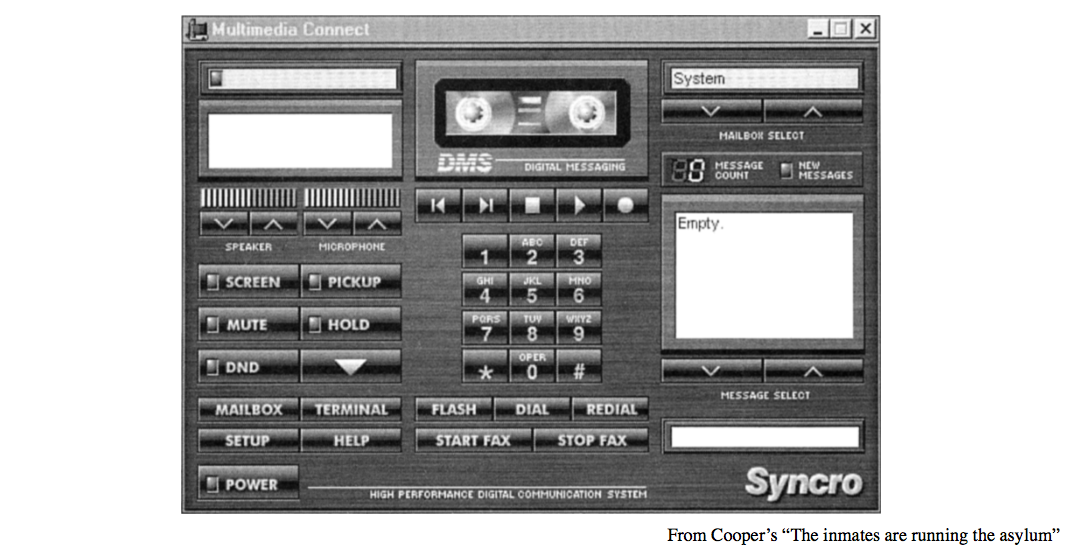 Multimedia Connect
System
MAILBOX SELECT
DMS DIGITAL MESSAGING
MESSAGE COUNT
NEW MESSAGES
Empty.
SPEAKER MICROPHONE
SCREEN PICKUP
MUTE HOLD
DND
1 ABC 2 DEF 3
GHI 4 JKL 5 MNO 6
PQRS 7 TUV 8 WXYZ 9
* OPER 0 #
MESSAGE SELECT
MAILBOX TERMINAL FLASH DIAL REDIAL
SETUP HELP START FAX STOP FAX
POWER
HIGH PERFORMANCE DIGITAL COMMUNICATION SYSTEM
Syncro
From Cooper’s “The inmates are running the asylum”